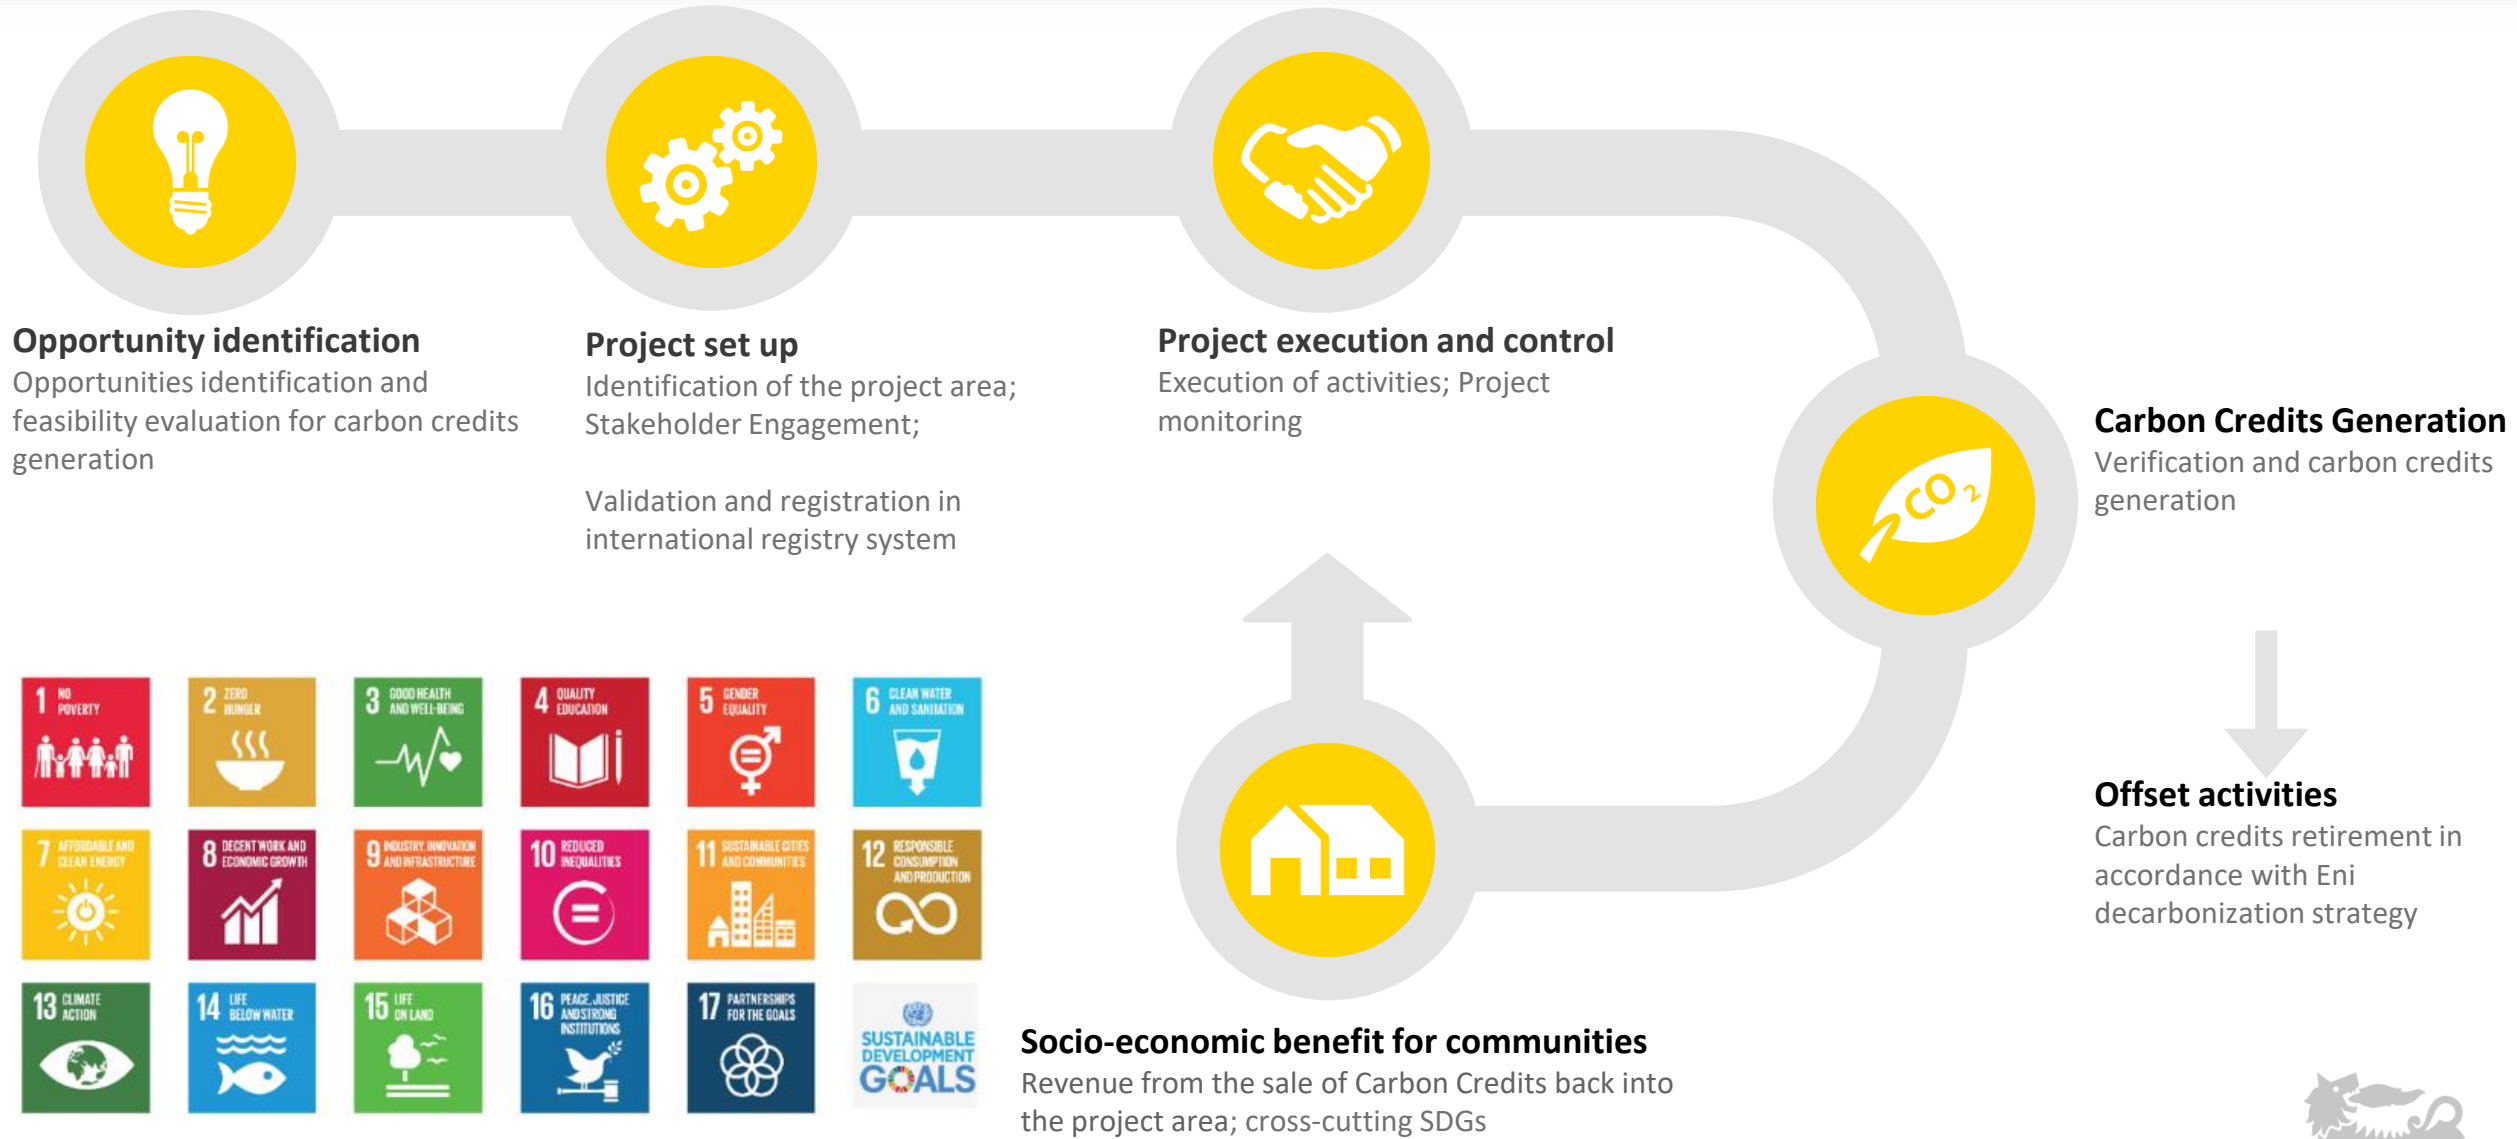 Opportunity identification
Opportunities identification and
feasibility evaluation for carbon credits
generation
Project set up
Identification of the project area;
Stakeholder Engagement;
Validation and registration in
international registry system
Project execution and control
Execution of activities; Project
monitoring
CO2
Carbon Credits Generation
Verification and carbon credits
generation
Offset activities
Carbon credits retirement in
accordance with Eni
decarbonization strategy
1 NO
POVERTY
2 ZERO
HUNGER
3 GOOD HEALTH
AND WELL-BEING
4 QUALITY
EDUCATION
5 GENDER
EQUALITY
6 CLEAN WATER
AND SANITATION
7 AFFORDABLE AND
CLEAN ENERGY
8 DECENT WORK AND
ECONOMIC GROWTH
9 INDUSTRY, INNOVATION
AND INFRASTRUCTURE
10 REDUCED
INEQUALITIES
11 SUSTAINABLE CITIES
AND COMMUNITIES
12 RESPONSIBLE
CONSUMPTION
AND PRODUCTION
13 CLIMATE
ACTION
14 LIFE
BELOW WATER
15 LIFE
ON LAND
16 PEACE, JUSTICE
AND STRONG
INSTITUTIONS
17 PARTNERSHIPS
FOR THE GOALS
SUSTAINABLE
DEVELOPMENT
GOALS
Socio-economic benefit for communities
Revenue from the sale of Carbon Credits back into
the project area; cross-cutting SDGs